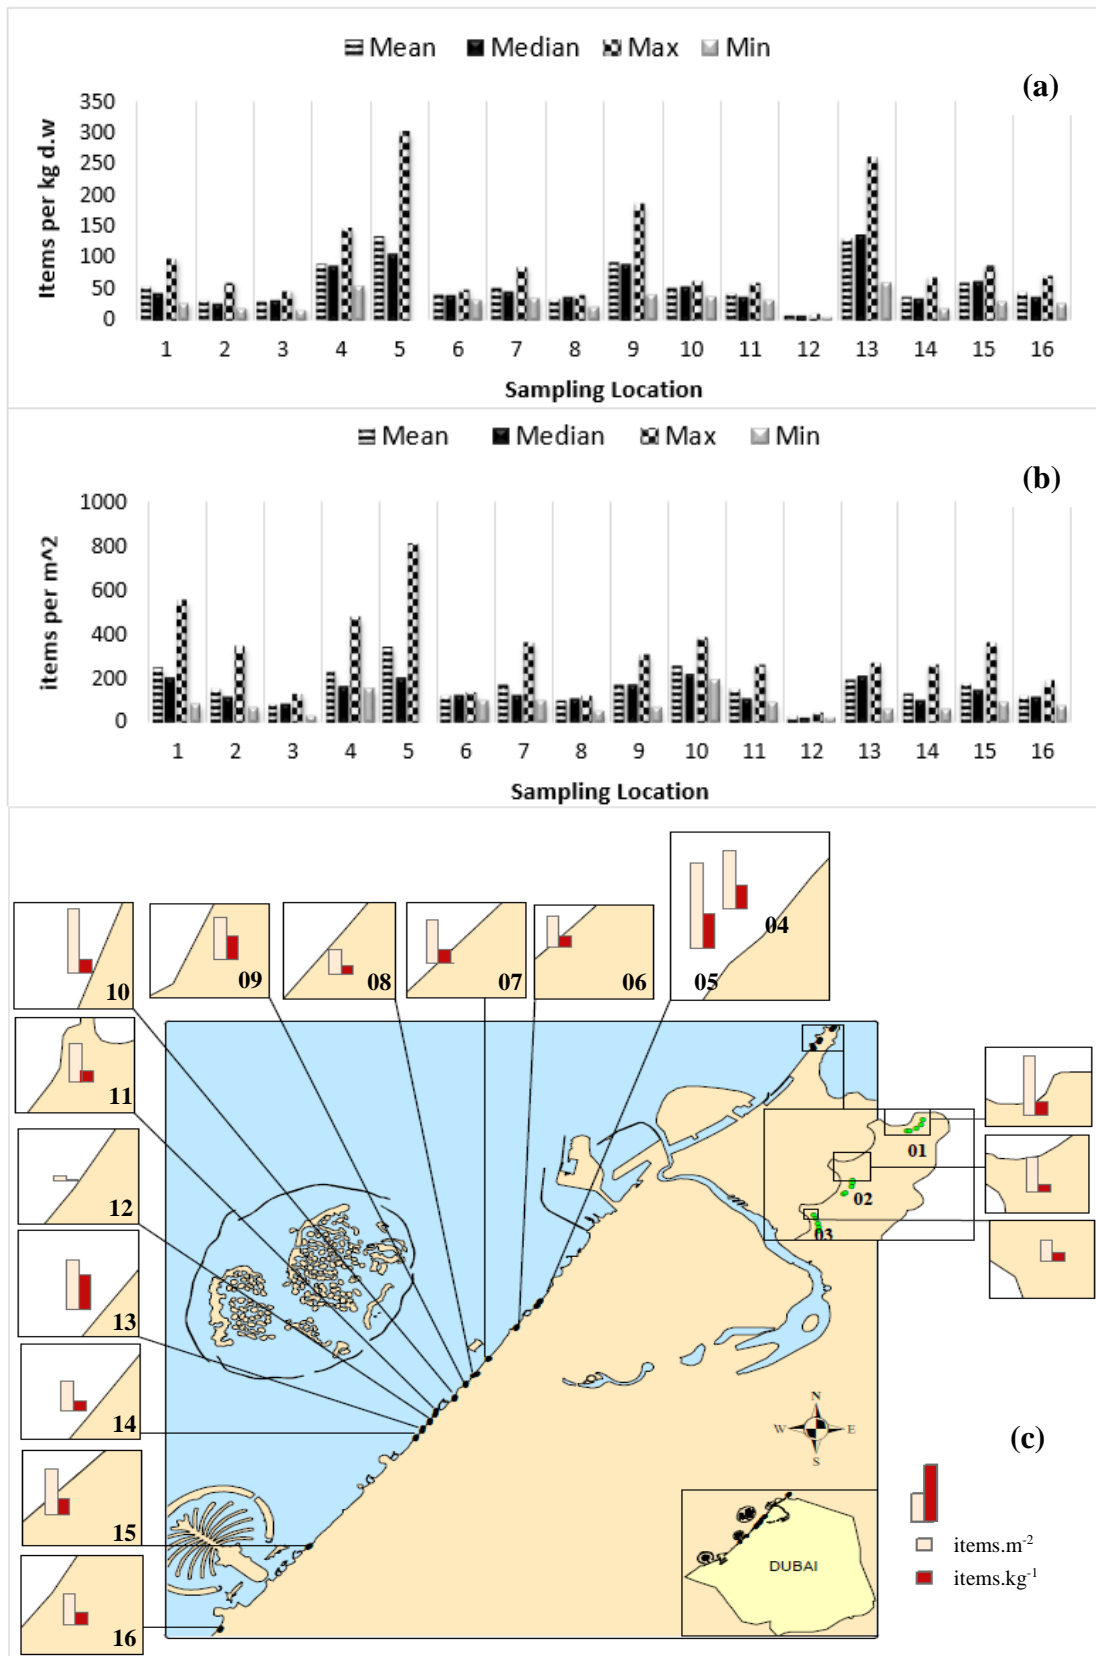 Mean Median Max Min
(a)
Items per kg d.w
350
300
250
200
150
100
50
0
1 2 3 4 5 6 7 8 9 10 11 12 13 14 15 16
Sampling Location
Mean Median Max Min
(b)
items per m^2
1000
800
600
400
200
0
1 2 3 4 5 6 7 8 9 10 11 12 13 14 15 16
Sampling Location
04
10 09 08 07 06 05
11
01
12
02
03
13
N
14
W E
(c)
S
15
items.m-2
DUBAI
items.kg-1
16